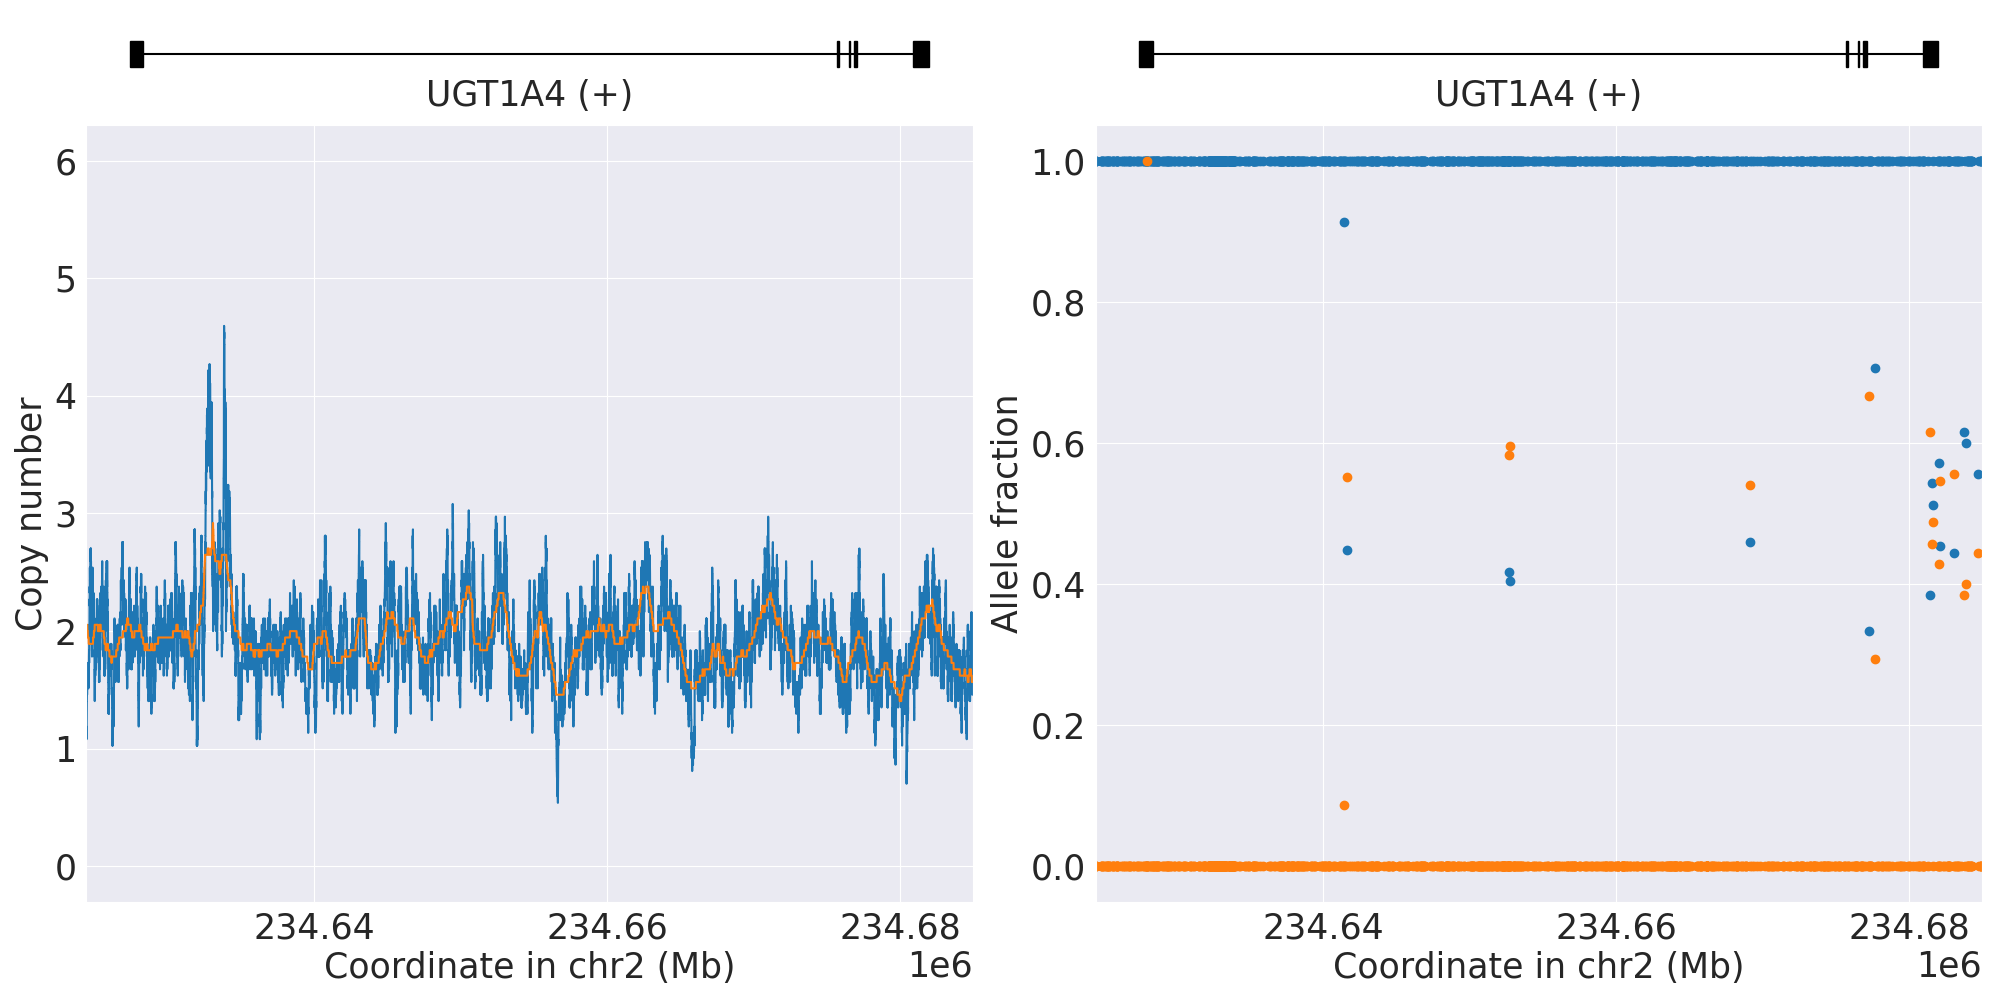 UGT1A4 (+)
6
5
4
3
2
1
0
Copy number
234.64
234.66
234.68
1e6
Coordinate in chr2 (Mb)
UGT1A4 (+)
1.0
0.8
0.6
0.4
0.2
0.0
Allele fraction
234.64
234.66
234.68
1e6
Coordinate in chr2 (Mb)